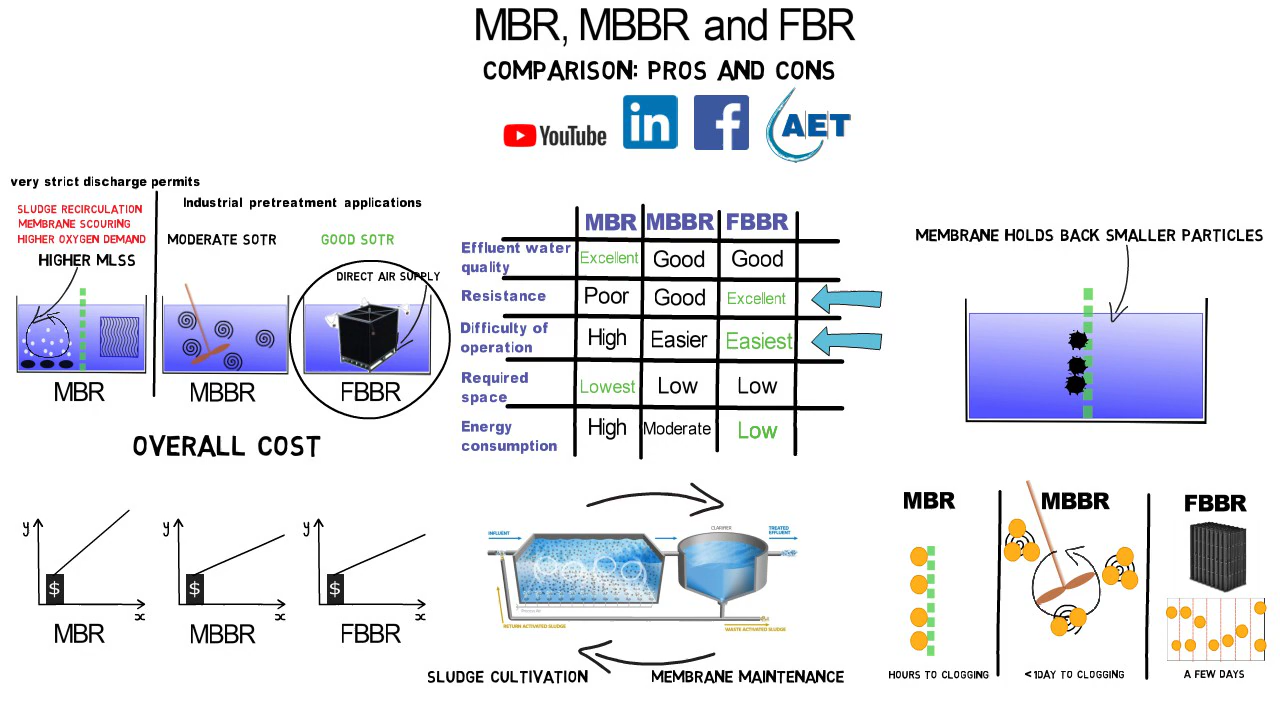 MBR, MBBR and FBR
COMPARISON: PROS AND CONS
YouTube
in
f
AET
very strict discharge permits
SLUDGE RECIRCULATION
MEMBRANE SCOURING
HIGHER OXYGEN DEMAND
HIGHER MLSS
Industrial pretreatment applications
MODERATE SOTR
GOOD SOTR
DIRECT AIR SUPPLY
MBR
MBBR
FBBR
OVERALL COST
y
$
x
MBR
y
$
x
MBBR
y
$
x
FBBR
MBR MBBR FBBR
Effluent water
quality
Excellent Good Good
Resistance Poor Good Excellent
Difficulty of
operation
High Easier Easiest
Required
space
Lowest Low Low
Energy
consumption
High Moderate Low
INFLUENT
CLARIFIER
TREATED
EFFLUENT
RETURN ACTIVATED SLUDGE
WASTE ACTIVATED SLUDGE
SLUDGE CULTIVATION
MEMBRANE MAINTENANCE
MEMBRANE HOLDS BACK SMALLER PARTICLES
MBR
MBBR
FBBR
HOURS TO CLOGGING
<1DAY TO CLOGGING
A FEW DAYS